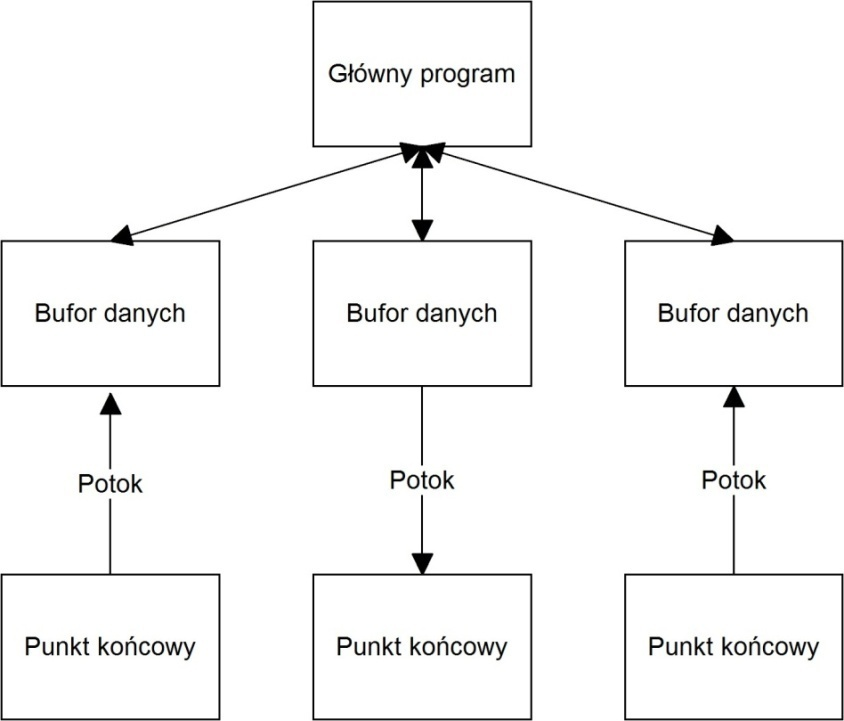 Główny program
Bufor danych
Bufor danych
Bufor danych
Potok
Potok
Potok
Punkt końcowy
Punkt końcowy
Punkt końcowy